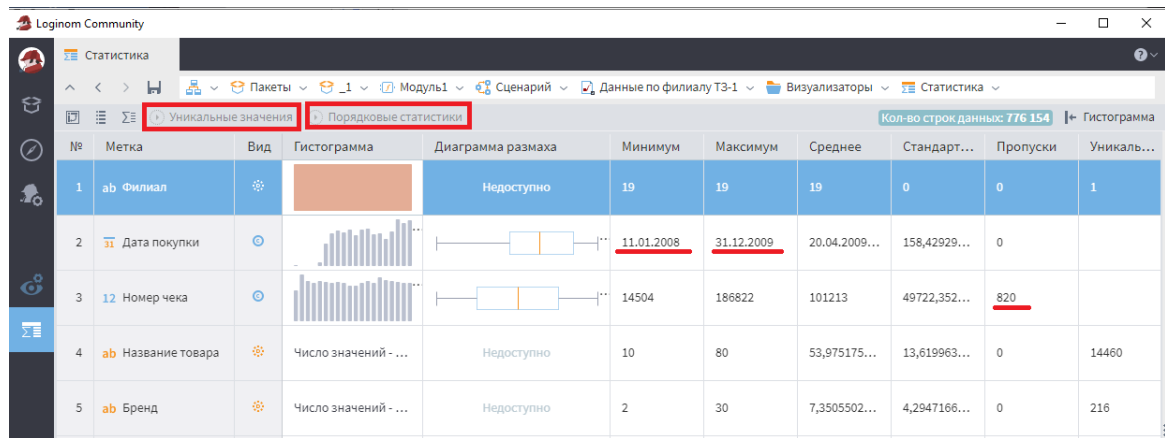 Loginom Community
Статистика
Пакеты _1 Модуль1 Сценарий Данные по филиалу ТЗ-1 Визуализаторы Статистика
Уникальные значения Порядковые статистики Кол-во строк данных: 776 154 Гистограмма
№ Метка Вид Гистограмма Диаграмма размаха Минимум Максимум Среднее Стандарт... Пропуски Уникаль...
1 ab Филиал Недоступно 19 19 19 0 0 1
2 31 Дата покупки 11.01.2008 31.12.2009 20.04.2009... 158,42929... 0
3 12 Номер чека 14504 186822 101213 49722,352... 820
4 ab Название товара Число значений - ... Недоступно 10 80 53,975175... 13,619963... 0 14460
5 ab Бренд Число значений - ... Недоступно 2 30 7,3505502... 4,2947166... 0 216